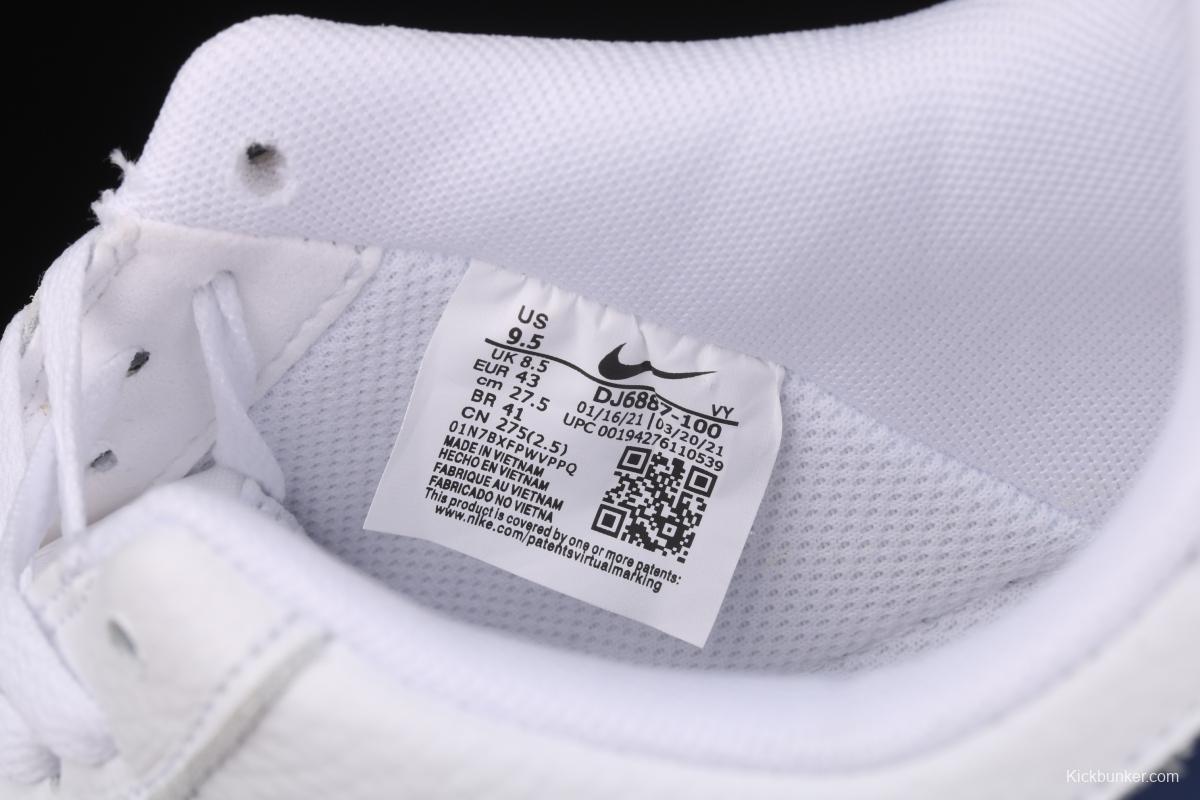 US
9.5
UK 8.5
EUR 43
cm 27.5
BR 41
CN 275(2.5)
01N7BXFPWVPPQ
MADE IN VIETNAM
HECHO EN VIETNAM
FABRIQUE AU VIETNAM
FABRICADO NO VIETNA
This product is covered by one or more patents:
www.nike.com/patentsvirtualmarking
DJ6887-100
VY
01/16/21 | 03/20/21
UPC 00194276110539
Kickbunker.com